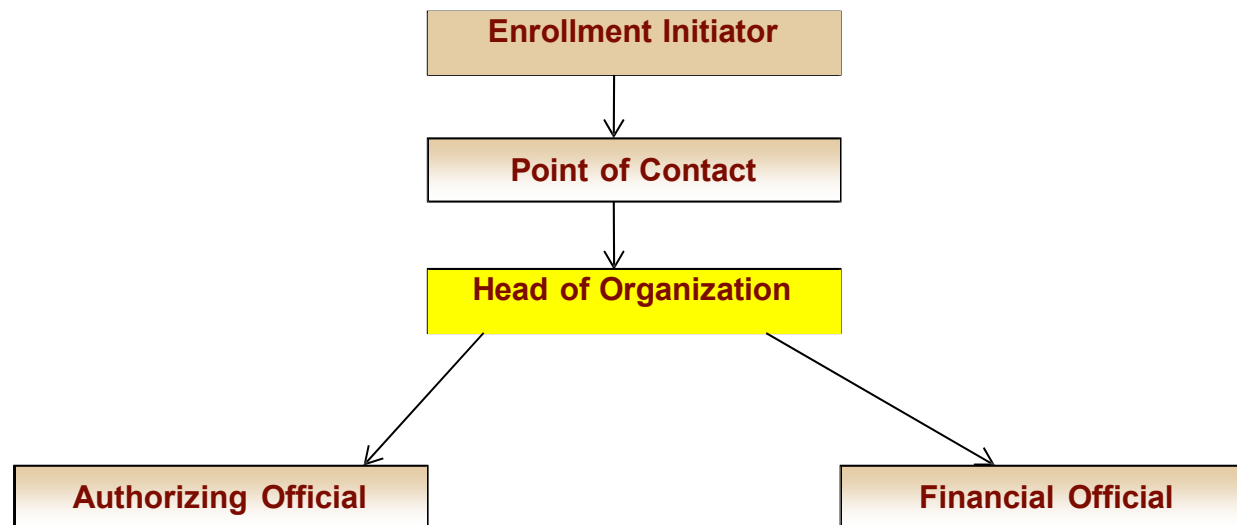 Enrollment Initiator
Point of Contact
Head of Organization
Authorizing Official
Financial Official